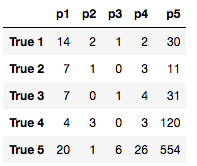 p1 p2 p3 p4 p5
True 1 14 2 1 2 30
True 2 7 1 0 3 11
True 3 7 0 1 4 31
True 4 4 3 0 3 120
True 5 20 1 6 26 554